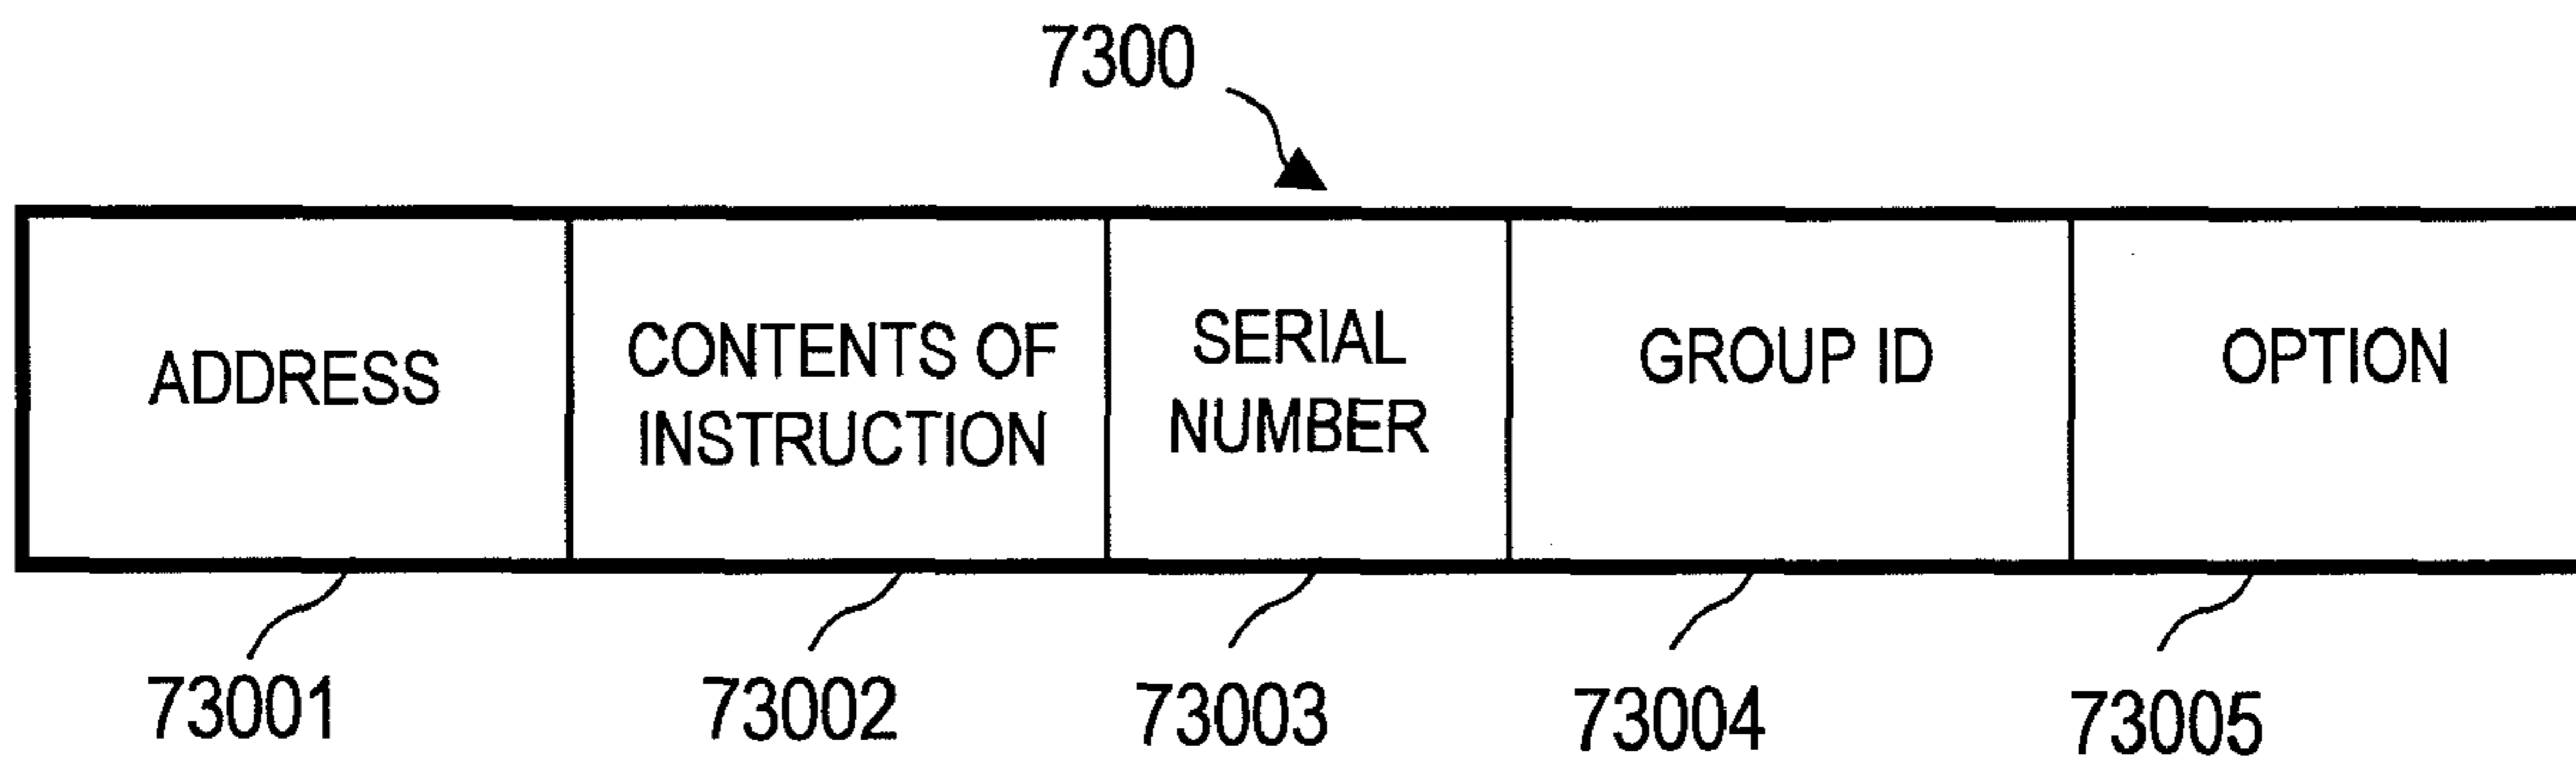 7300
ADDRESS
CONTENTS OF
INSTRUCTION
SERIAL
NUMBER
GROUP ID
OPTION
73001
73002
73003
73004
73005